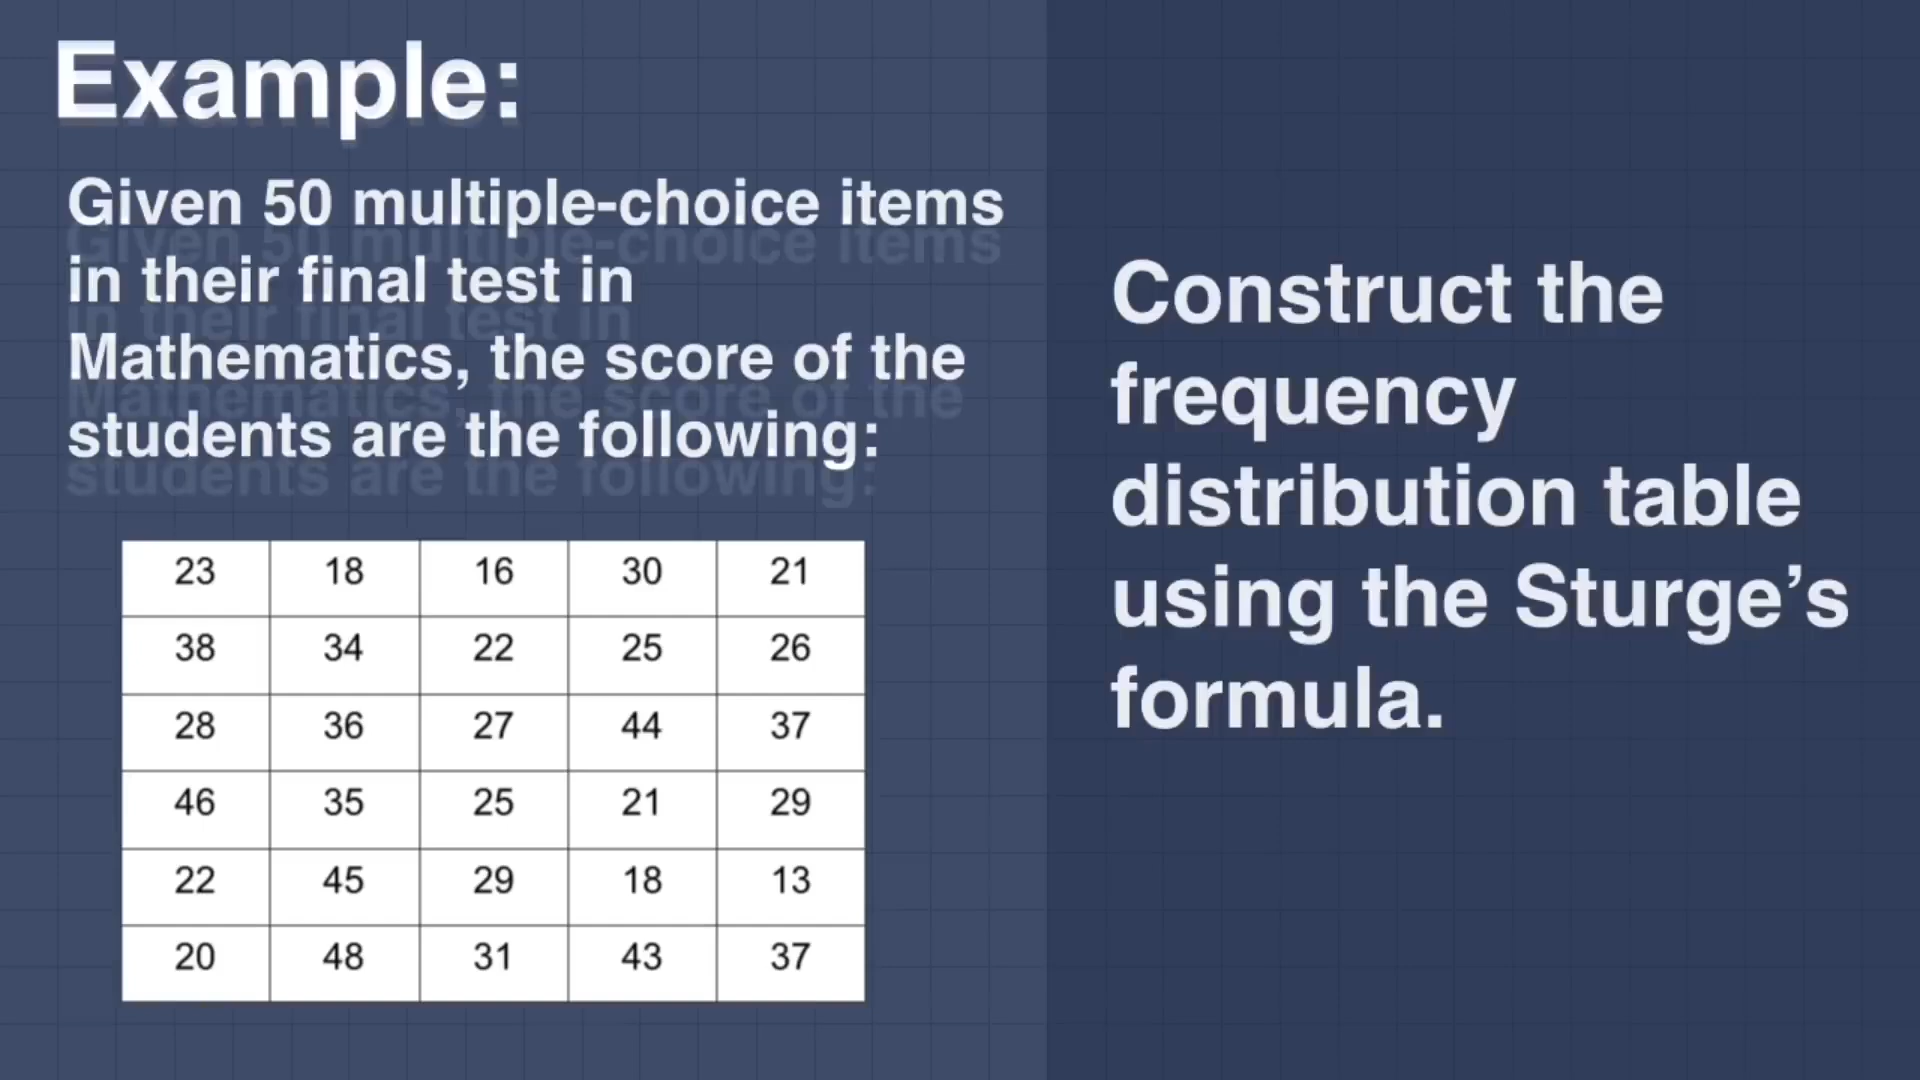 Example:
Given 50 multiple-choice items
in their final test in
Mathematics, the score of the
students are the following:
23 18 16 30 21
38 34 22 25 26
28 36 27 44 37
46 35 25 21 29
22 45 29 18 13
20 48 31 43 37
Construct the
frequency
distribution table
using the Sturge’s
formula.